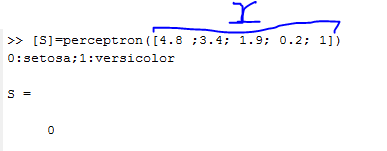 X
>> [S]=perceptron([4.8 ;3.4; 1.9; 0.2; 1])
0:setosa;1:versicolor
S =
0